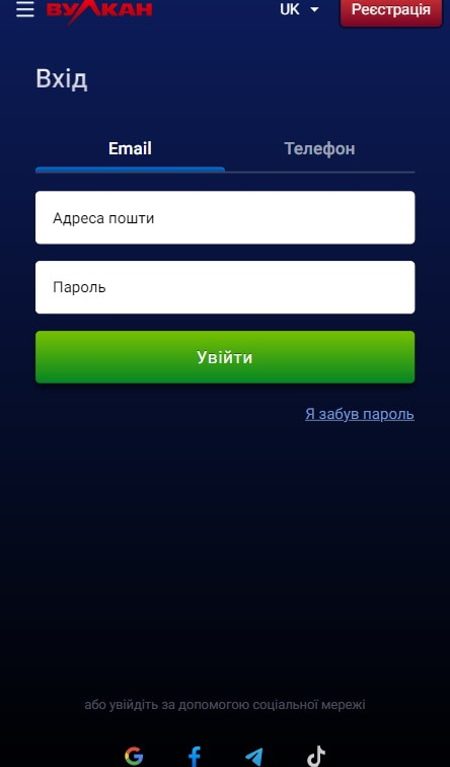 ВУЛКАН
UK
Реєстрація
Вхід
Email
Телефон
Адреса пошти
Пароль
Увійти
Я забув пароль
або увійдіть за допомогою соціальної мережі